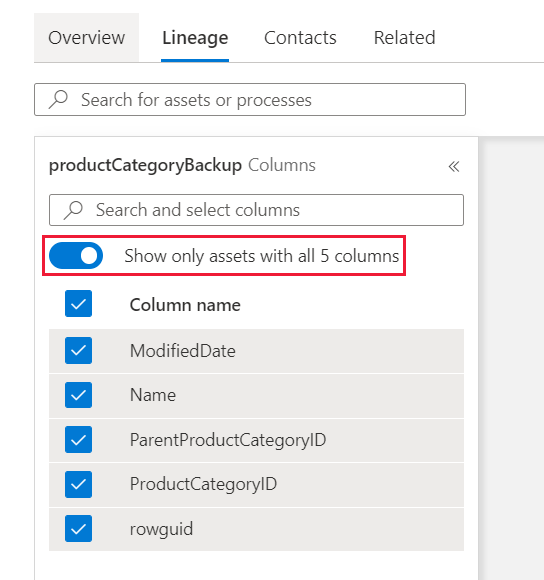 Overview Lineage Contacts Related
Search for assets or processes
productCategoryBackup Columns
Search and select columns
Show only assets with all 5 columns
Column name
ModifiedDate
Name
ParentProductCategoryID
ProductCategoryID
rowguid